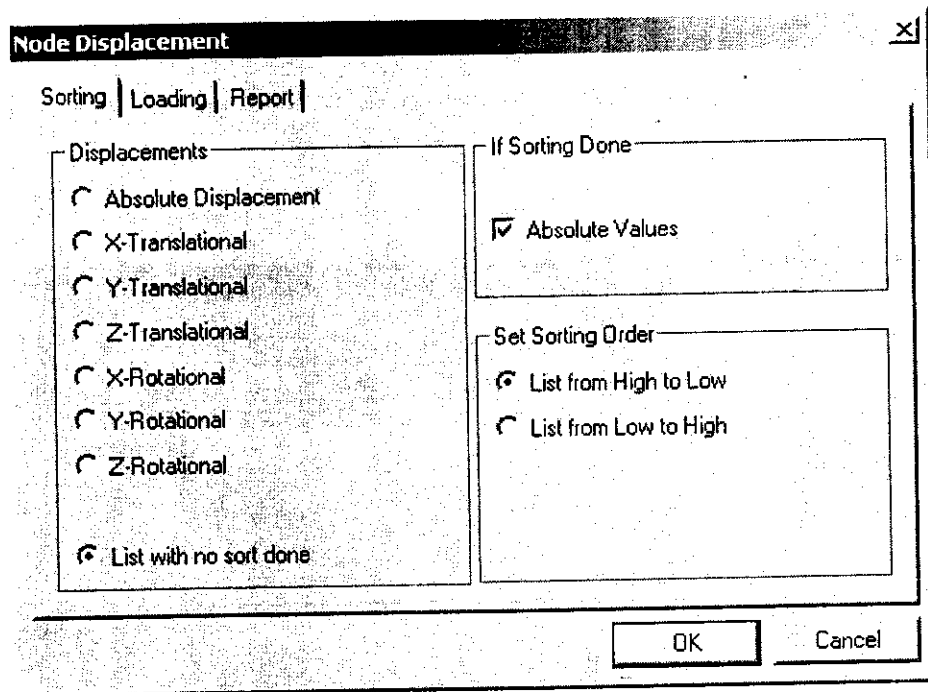 Node Displacement
Sorting Loading Report
Displacements
Absolute Displacement
X-Translational
Y-Translational
Z-Translational
X-Rotational
Y-Rotational
Z-Rotational
List with no sort done
If Sorting Done
Absolute Values
Set Sorting Order
List from High to Low
List from Low to High
OK Cancel